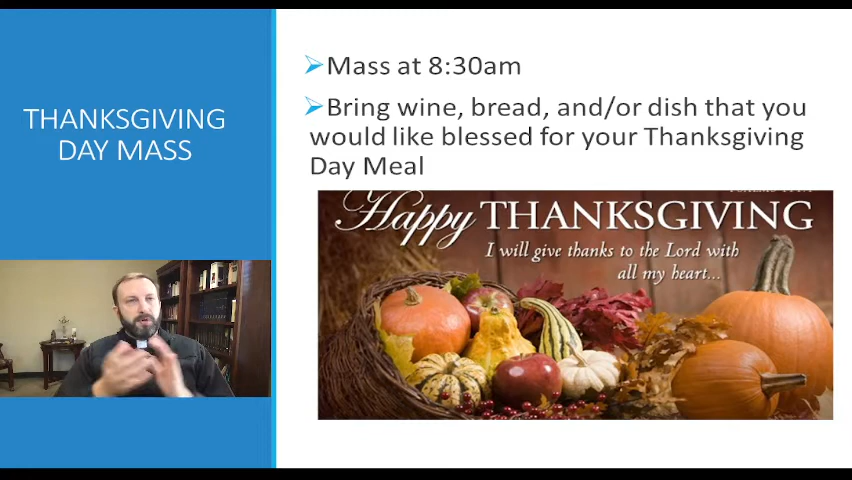 THANKSGIVING
DAY MASS
Mass at 8:30am
Bring wine, bread, and/or dish that you
would like blessed for your Thanksgiving
Day Meal
Happy THANKSGIVING
I will give thanks to the Lord with
all my heart...